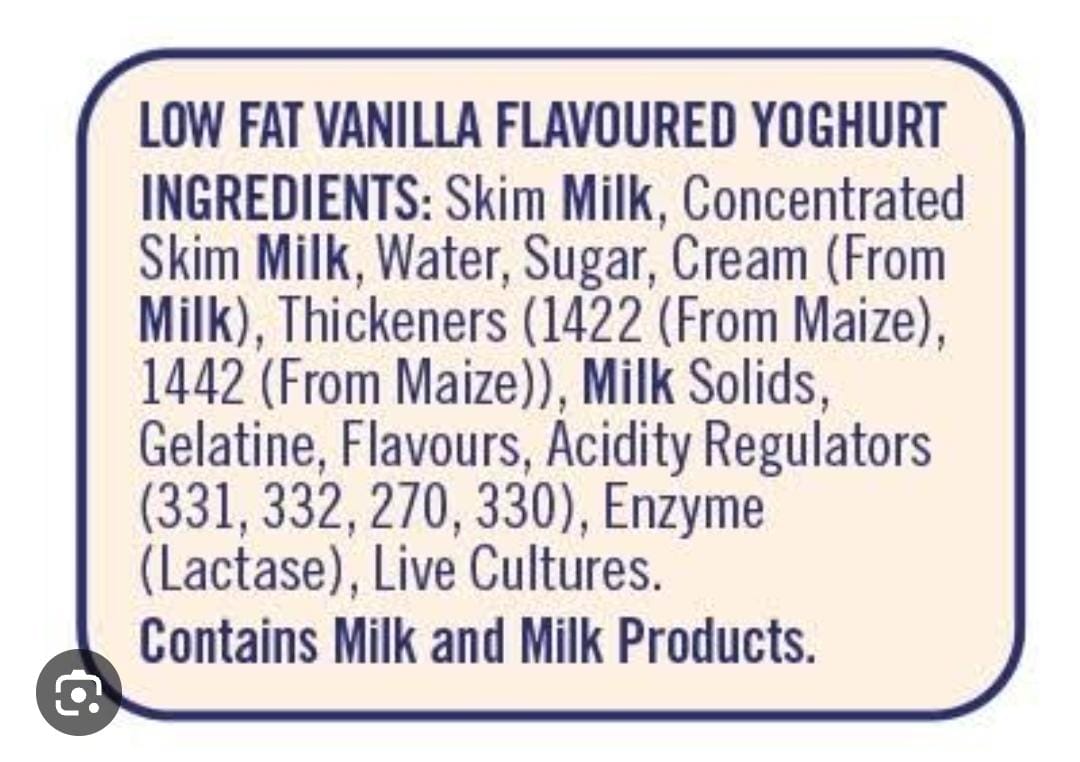 LOW FAT VANILLA FLAVOURED YOGHURT
INGREDIENTS: Skim Milk, Concentrated
Skim Milk, Water, Sugar, Cream (From
Milk), Thickeners (1422 (From Maize),
1442 (From Maize)), Milk Solids,
Gelatine, Flavours, Acidity Regulators
(331, 332, 270, 330), Enzyme
(Lactase), Live Cultures.
Contains Milk and Milk Products.